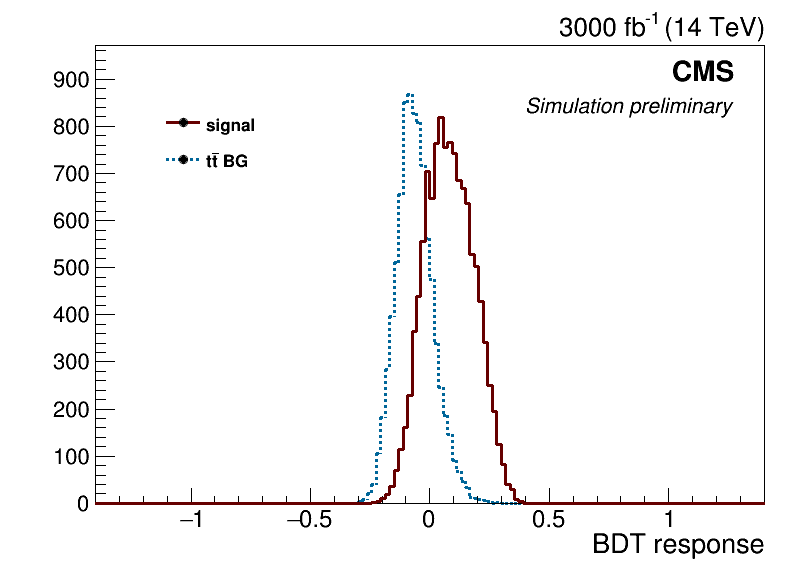 3000 fb⁻¹ (14 TeV)
CMS
Simulation preliminary
signal
tt̄ BG
900
800
700
600
500
400
300
200
100
0
−1 −0.5 0 0.5 1
BDT response